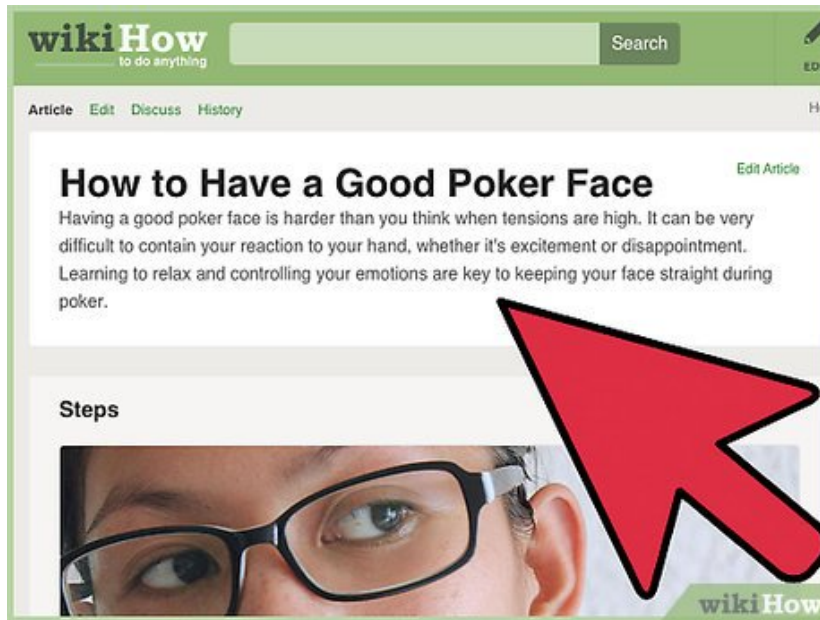 wikiHow
to do anything
Search
Article Edit Discuss History
How to Have a Good Poker Face
Edit Article
Having a good poker face is harder than you think when tensions are high. It can be very
difficult to contain your reaction to your hand, whether it's excitement or disappointment.
Learning to relax and controlling your emotions are key to keeping your face straight during
poker.
Steps
wikiHow